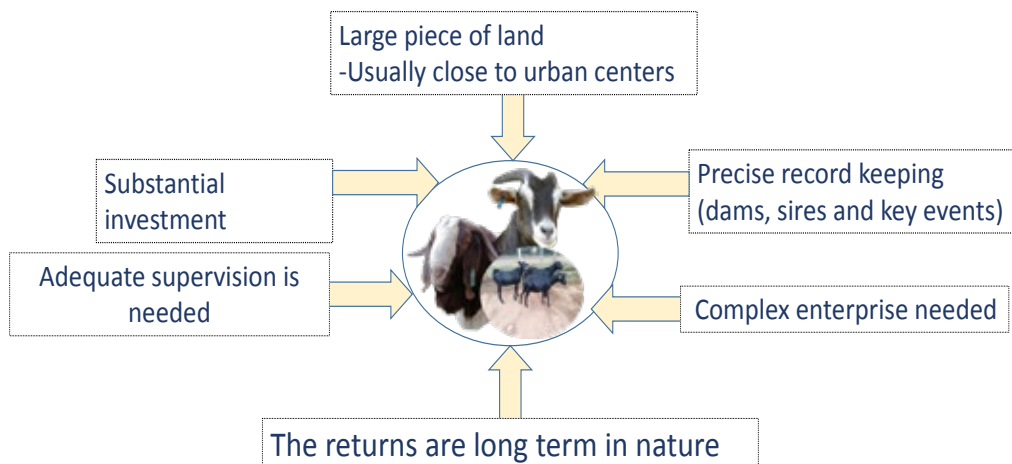 Large piece of land
-Usually close to urban centers
Substantial
investment
Precise record keeping
(dams, sires and key events)
Adequate supervision is
needed
Complex enterprise needed
The returns are long term in nature